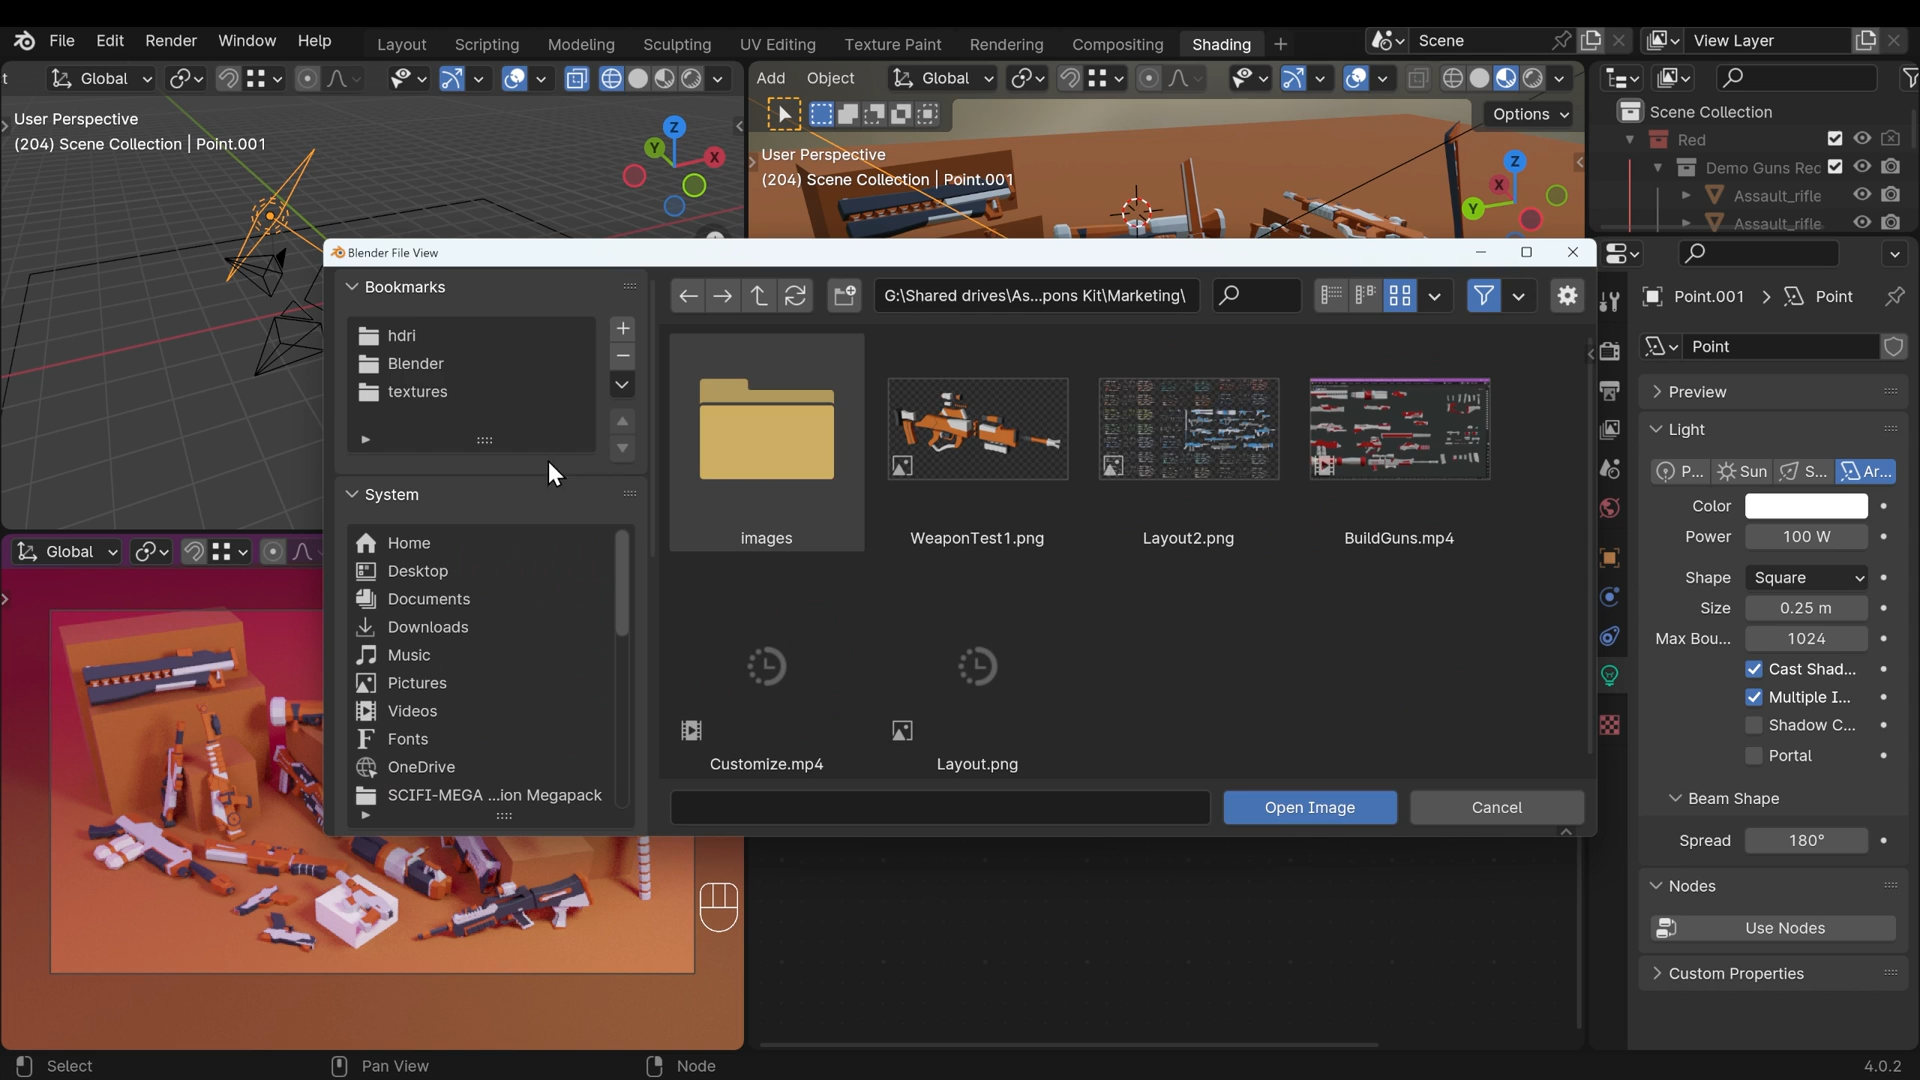 File Edit Render Window Help
Layout Scripting Modeling Sculpting UV Editing Texture Paint Rendering Compositing Shading
Scene
View Layer
Global
Add Object Global
Options
User Perspective
(204) Scene Collection | Point.001
Z
Y
X
User Perspective
(204) Scene Collection | Point.001
Z
X
Y
Scene Collection
Red
Demo Guns Rec
Assault_rifle
Assault_rifle
Blender File View
Bookmarks
hdri
Blender
textures
System
Home
Desktop
Documents
Downloads
Music
Pictures
Videos
Fonts
OneDrive
SCIFI-MEGA ...ion Megapack
G:\Shared drives\As...pons Kit\Marketing\
images
WeaponTest1.png
Layout2.png
BuildGuns.mp4
Customize.mp4
Layout.png
Open Image
Cancel
Global
Point.001 Point
Point
Preview
Light
P... Sun S... Ar...
Color
Power 100 W
Shape Square
Size 0.25 m
Max Bou... 1024
Cast Shad...
Multiple I...
Shadow C...
Portal
Beam Shape
Spread 180°
Nodes
Use Nodes
Custom Properties
Select
Pan View
Node
4.0.2